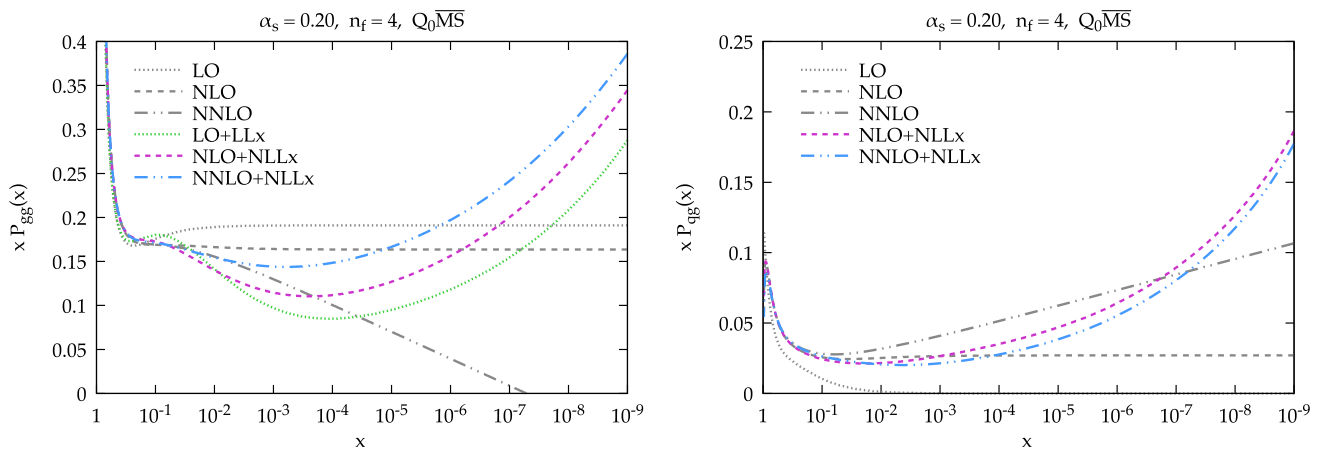 αs = 0.20, nf = 4, Q0MS
0.4
0.35
0.3
0.25
0.2
0.15
0.1
0.05
0
x Pgg(x)
LO
NLO
NNLO
LO+LLx
NLO+NLLx
NNLO+NLLx
1 10-1 10-2 10-3 10-4 10-5 10-6 10-7 10-8 10-9
x
αs = 0.20, nf = 4, Q0MS
0.25
0.2
0.15
0.1
0.05
0
x Pqg(x)
LO
NLO
NNLO
NLO+NLLx
NNLO+NLLx
1 10-1 10-2 10-3 10-4 10-5 10-6 10-7 10-8 10-9
x